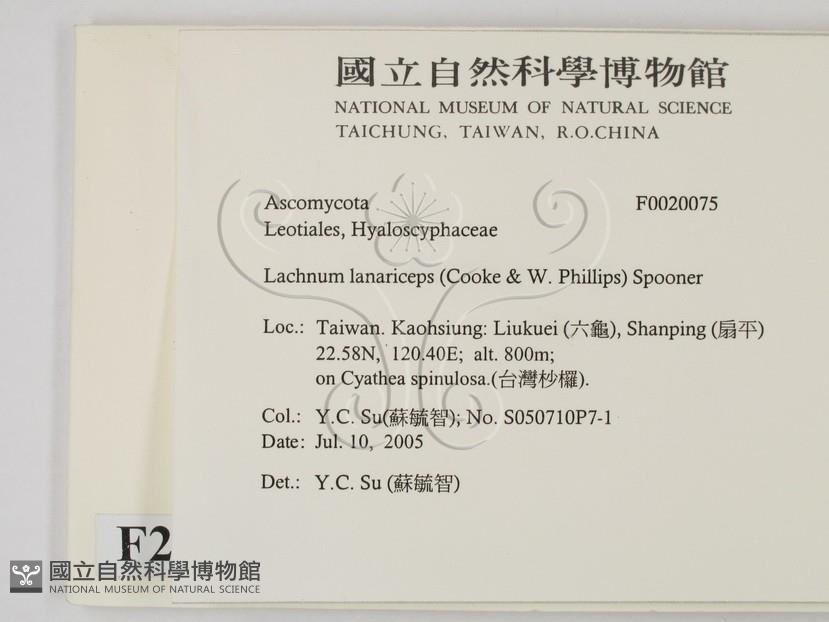 國立自然科學博物館
NATIONAL MUSEUM OF NATURAL SCIENCE
TAICHUNG, TAIWAN, R.O.CHINA
Ascomycota F0020075
Leotiales, Hyaloscyphaceae
Lachnum lanariceps (Cooke & W. Phillips) Spooner
Loc.: Taiwan. Kaohsiung: Liukuei (六龜), Shanping (扇平)
22.58N, 120.40E; alt. 800m;
on Cyathea spinulosa.(台灣桫欏).
Col.: Y.C. Su(蘇毓智); No. S050710P7-1
Date: Jul. 10, 2005
Det.: Y.C. Su (蘇毓智)
F2
國立自然科學博物館
NATIONAL MUSEUM OF NATURAL SCIENCE